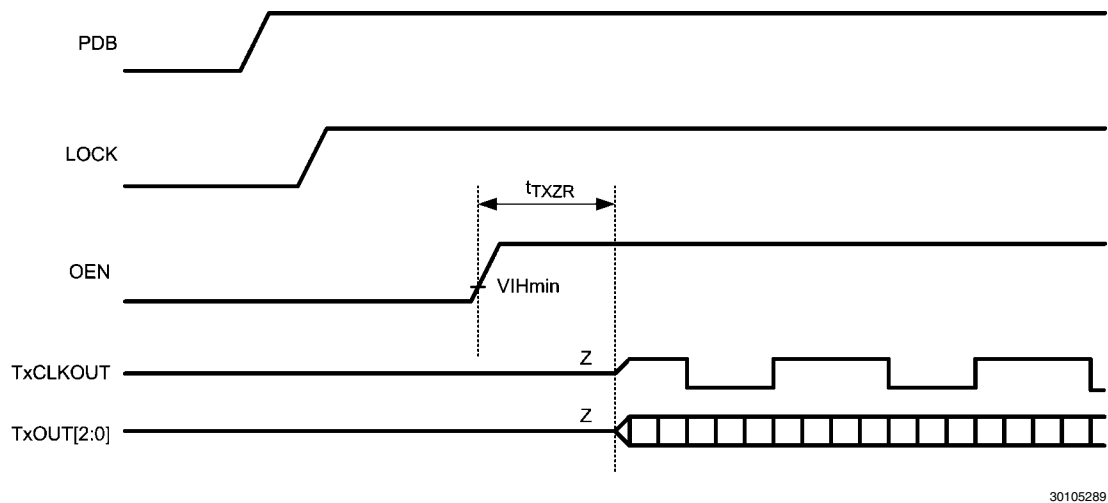 PDB
LOCK
tTXZR
OEN
VIHmin
Z
TxCLKOUT
Z
TxOUT[2:0]
30105289